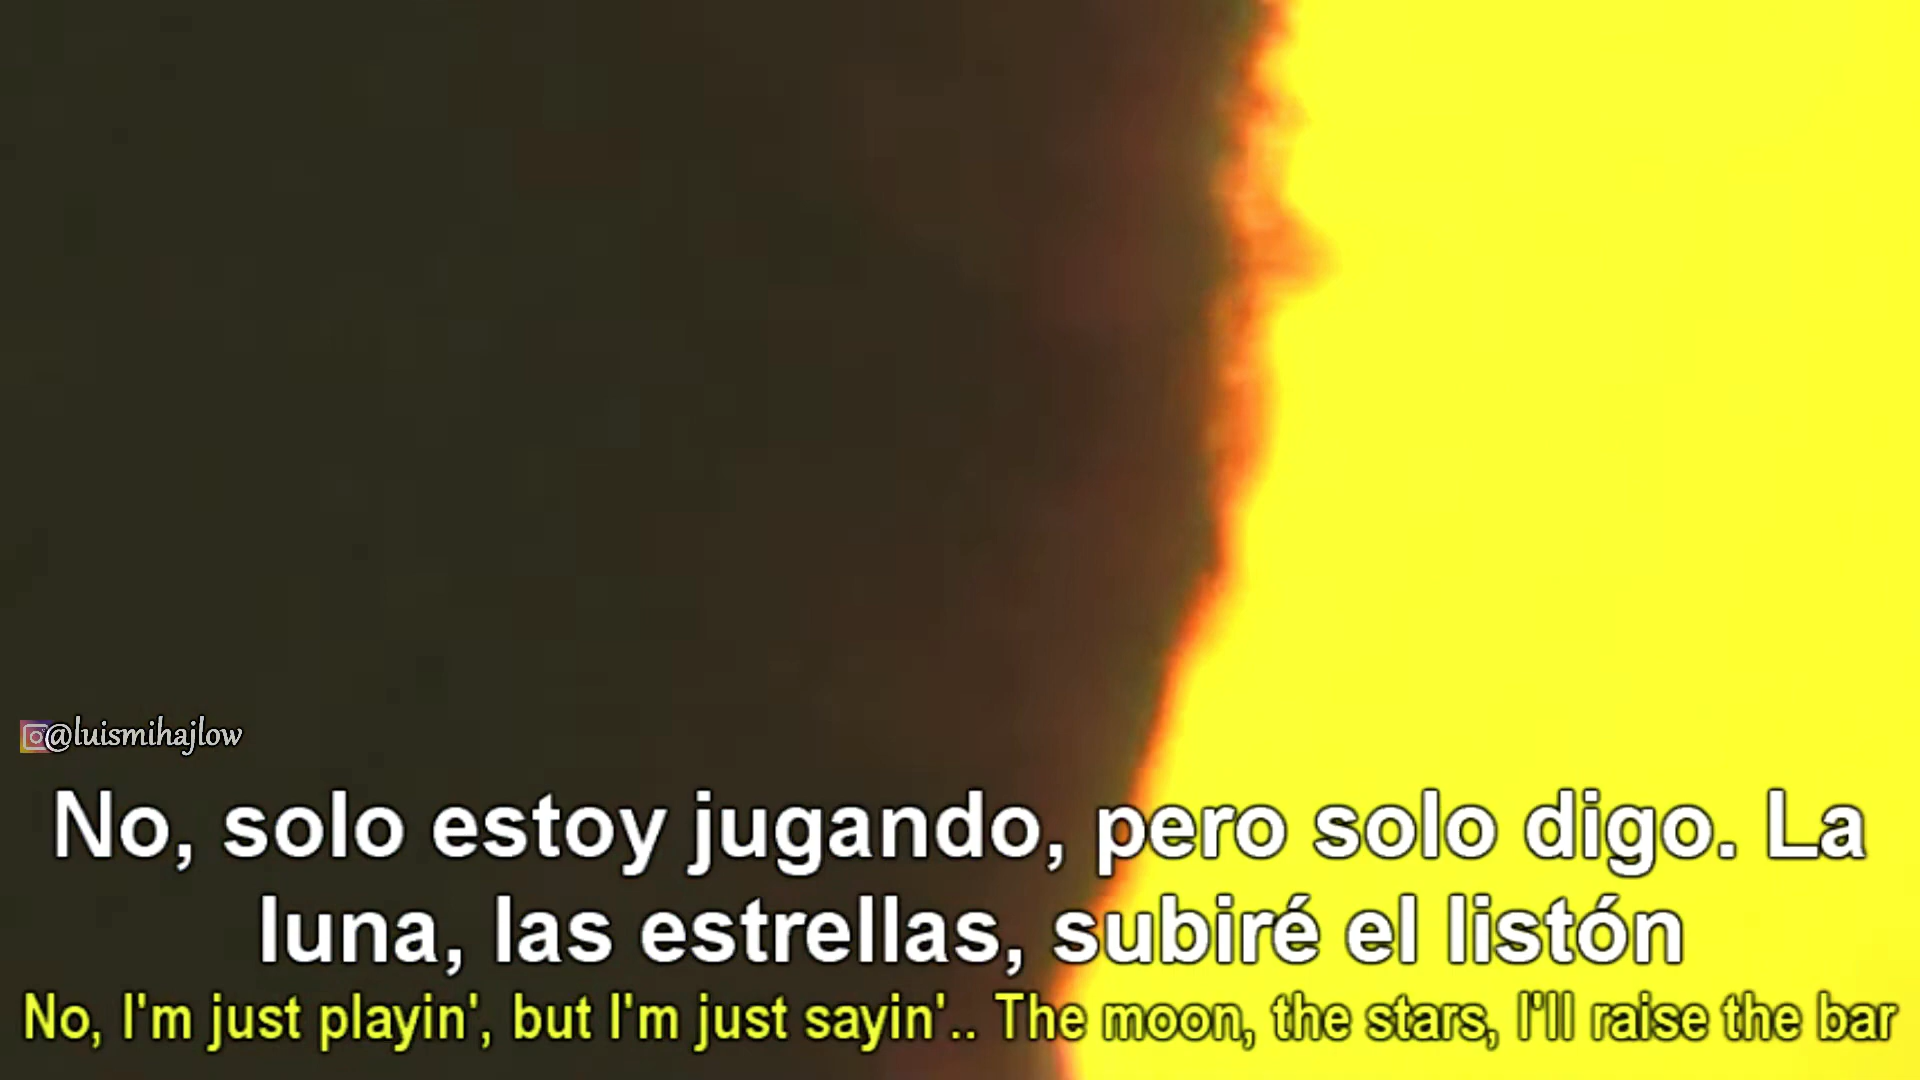 @luismihajlow
No, solo estoy jugando, pero solo digo. La
luna, las estrellas, subiré el listón
No, I'm just playin', but I'm just sayin'.. The moon, the stars, I'll raise the bar